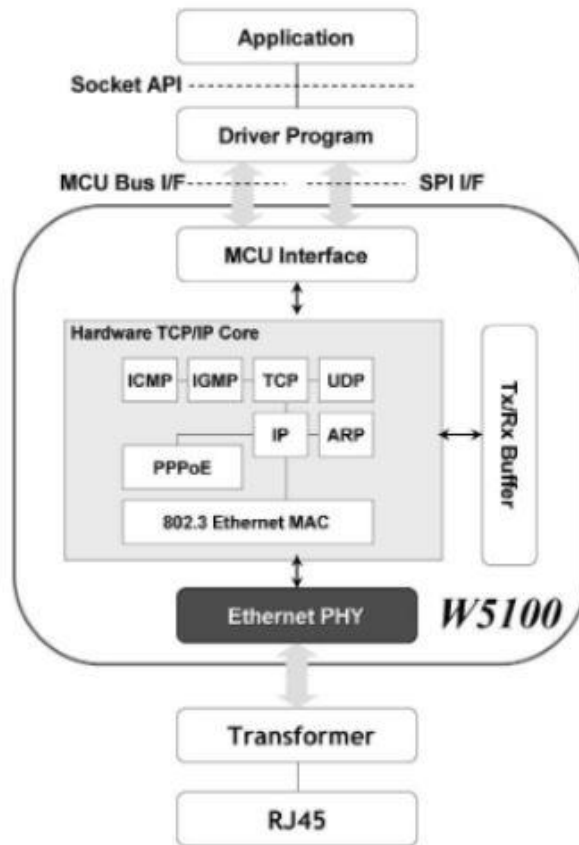 Application
Socket API
Driver Program
MCU Bus I/F
SPI I/F
MCU Interface
Hardware TCP/IP Core
ICMP
IGMP
TCP
UDP
IP
ARP
PPPoE
802.3 Ethernet MAC
Tx/Rx Buffer
Ethernet PHY
W5100
Transformer
RJ45